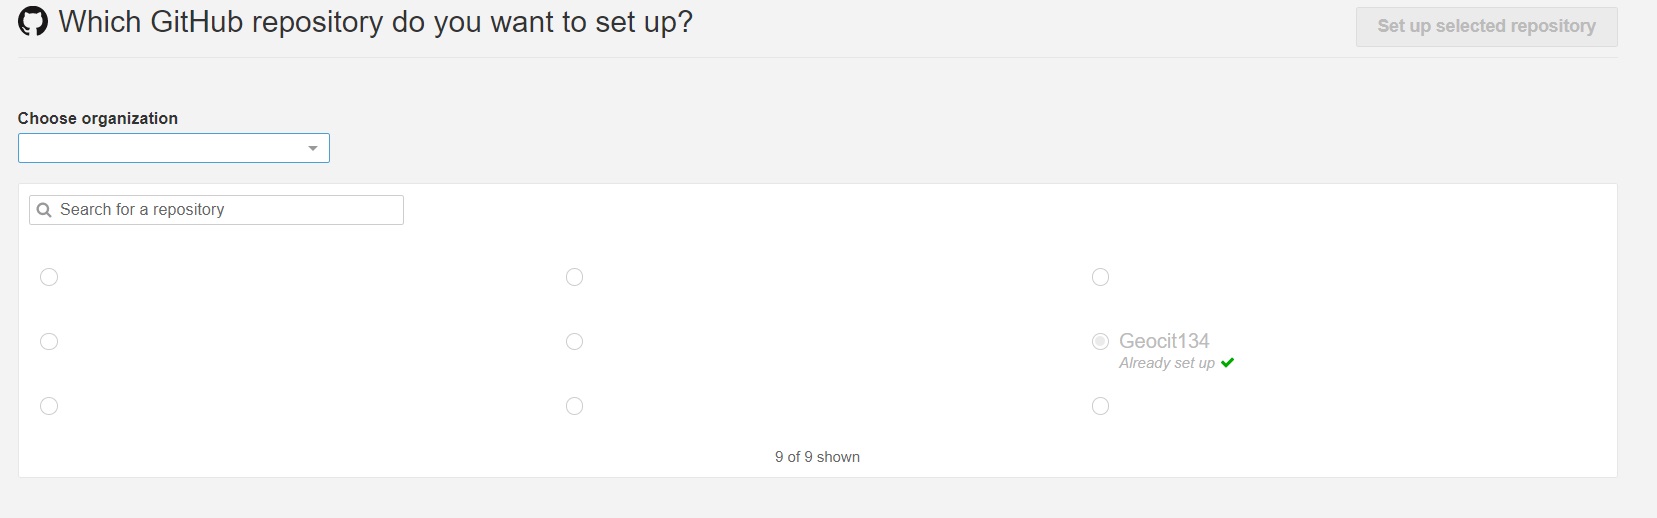 Which GitHub repository do you want to set up?
Set up selected repository
Choose organization
Search for a repository
Geocit134
Already set up
9 of 9 shown